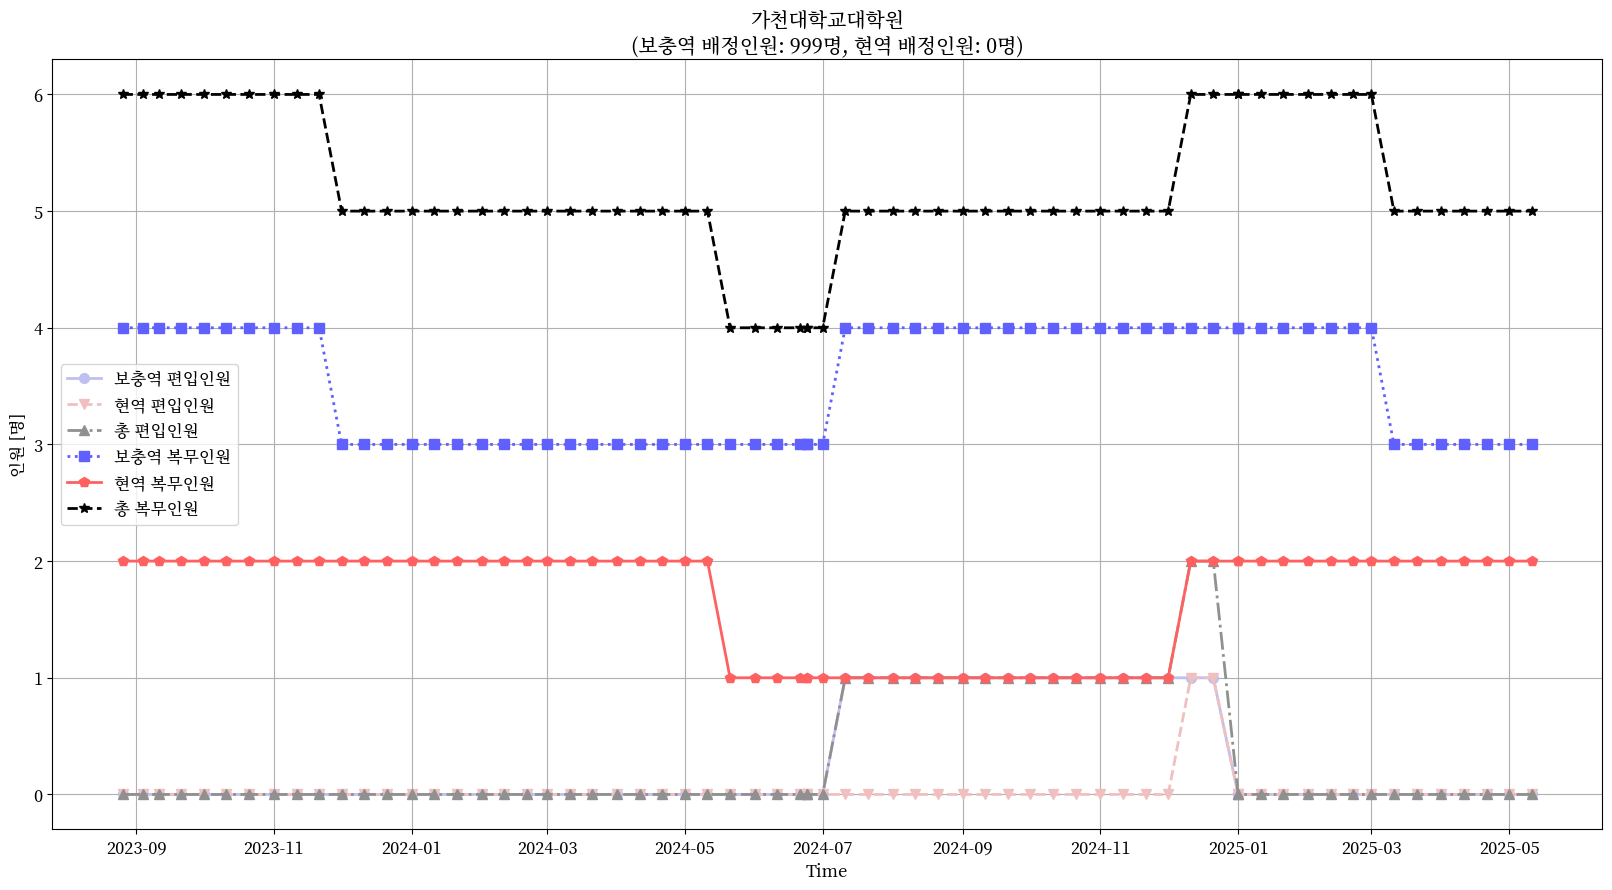 가천대학교대학원
(보충역 배정인원: 999명, 현역 배정인원: 0명)
6
5
4
3
2
1
0
인원 [명]
보충역 편입인원
현역 편입인원
총 편입인원
보충역 복무인원
현역 복무인원
총 복무인원
2023-09
2023-11
2024-01
2024-03
2024-05
2024-07
2024-09
2024-11
2025-01
2025-03
2025-05
Time